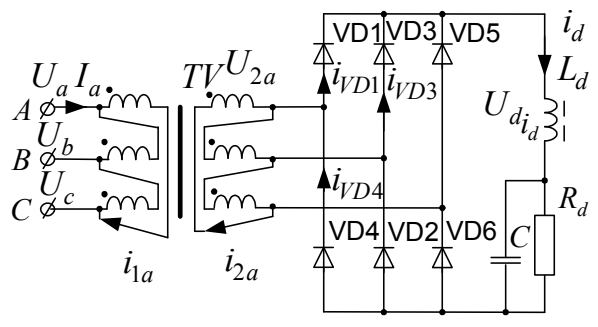 VD1 VD3 VD5 i_d
U_a I_a TV U_2a i_VD1 i_VD3 L_d
A U_d i_d
B U_b
C U_c i_VD4 R_d
VD4 VD2 VD6 C
i_1a i_2a